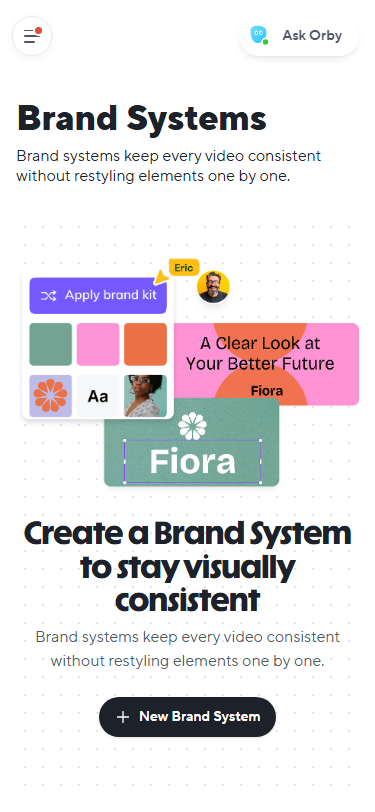 Ask Orby
Brand Systems
Brand systems keep every video consistent
without restyling elements one by one.
Eric
Apply brand kit
A Clear Look at
Your Better Future
Fiora
Aa
Fiora
Create a Brand System
to stay visually
consistent
Brand systems keep every video consistent
without restyling elements one by one.
New Brand System